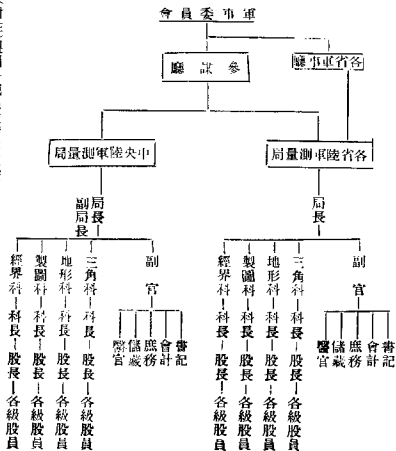 軍事委員會
各省軍事廳
參謀廳
各省陸軍測量局
中央陸軍測量局
局長
副官
書記
會計
庶務
儲藏
醫官
三角科—科長—股長—各級股員
地形科—科長—股長—各級股員
製圖科—科長—股長—各級股員
經界科—科長—股長—各級股員
局長
副局長
副官
書記
會計
庶務
儲藏
醫官
三角科—科長—股長—各級股員
地形科—科長—股長—各級股員
製圖科—科長—股長—各級股員
經界科—科長—股長—各級股員